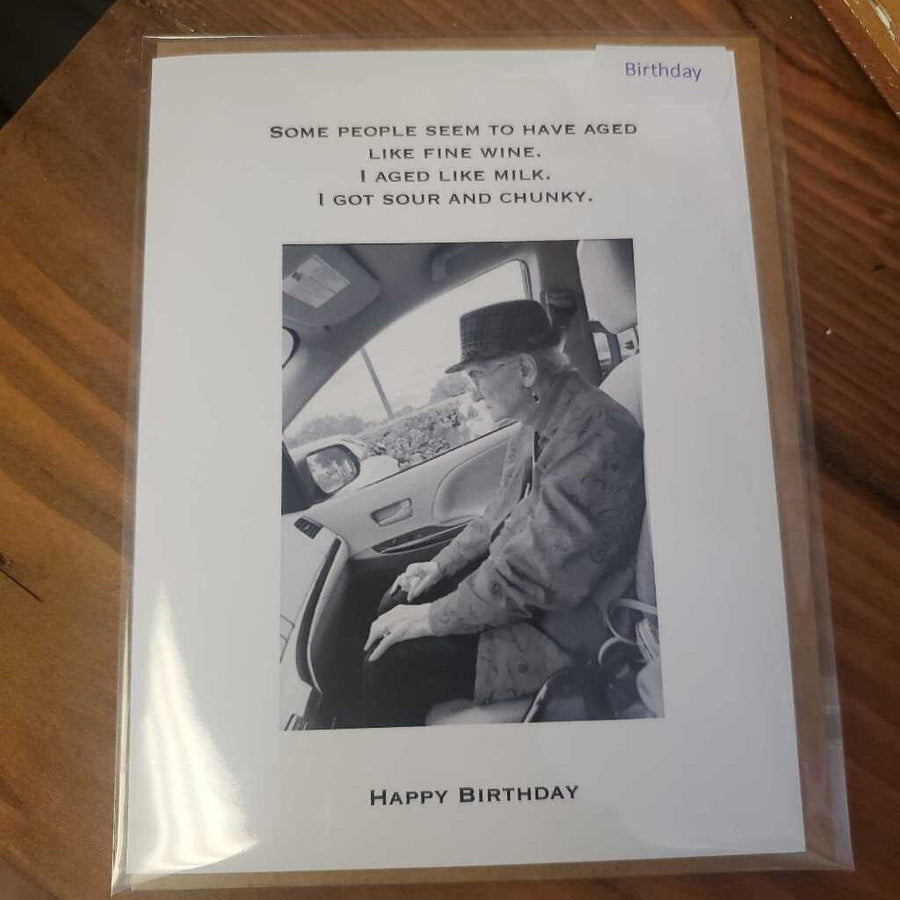 Birthday
SOME PEOPLE SEEM TO HAVE AGED
LIKE FINE WINE.
I AGED LIKE MILK.
I GOT SOUR AND CHUNKY.
HAPPY BIRTHDAY